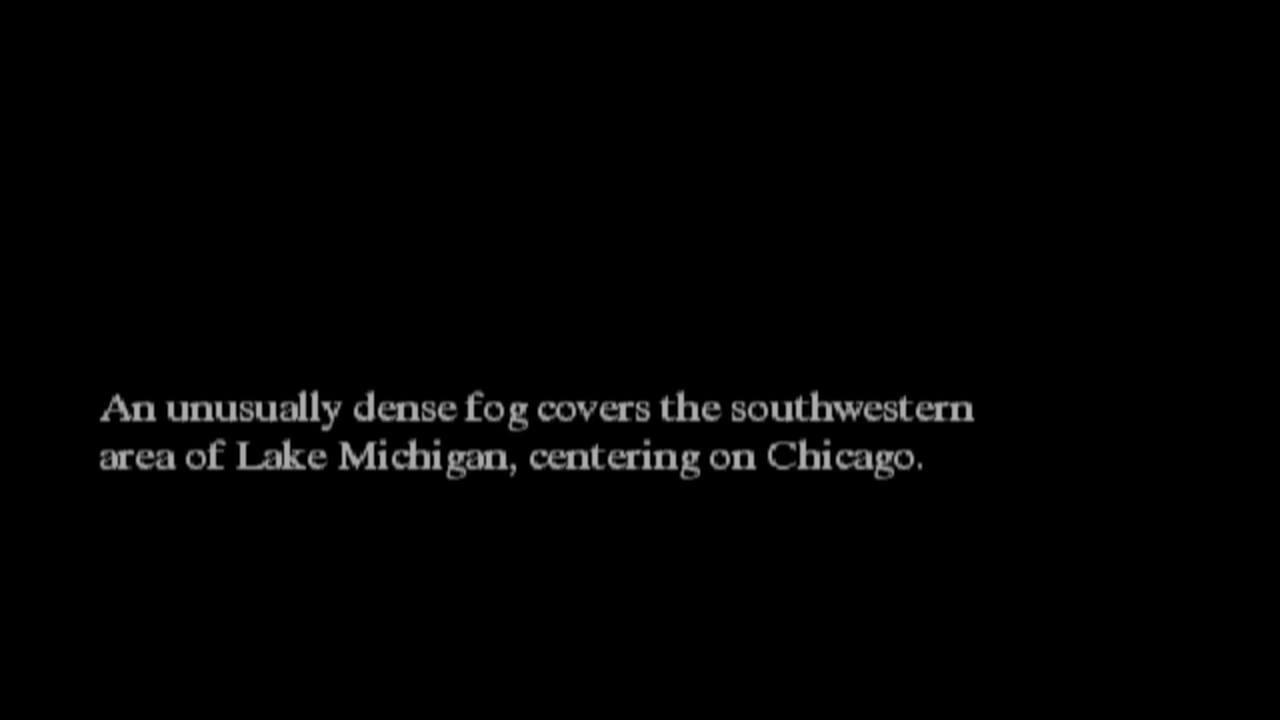 An unusually dense fog covers the southwestern
area of Lake Michigan, centering on Chicago.